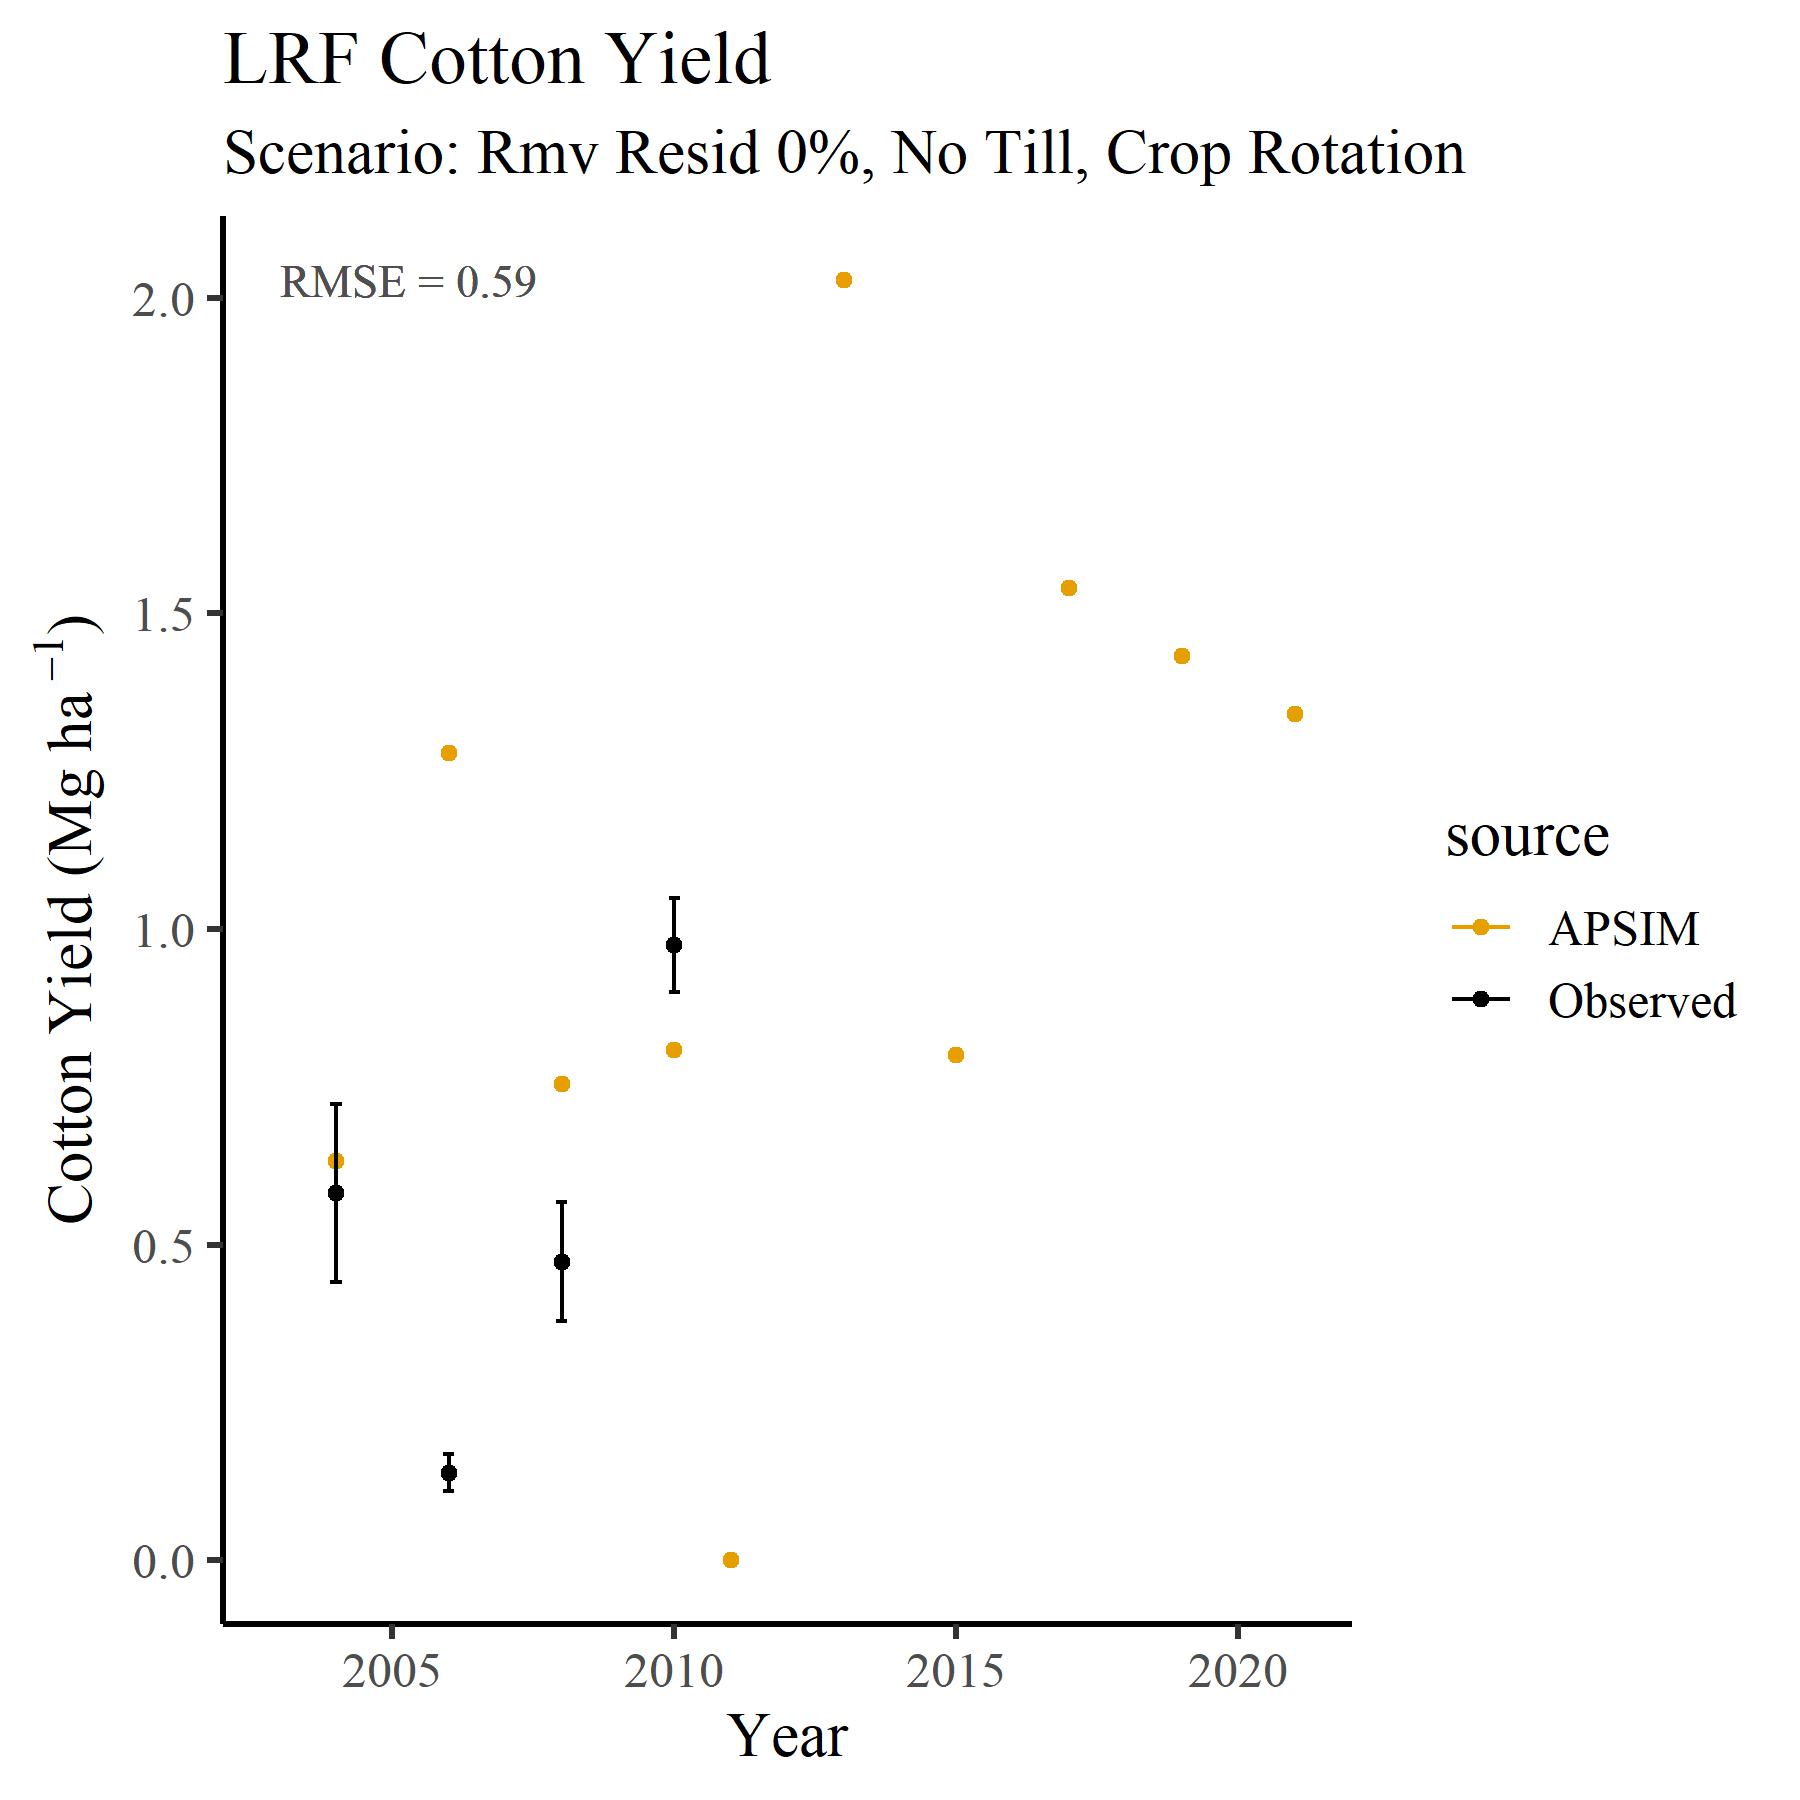 LRF Cotton Yield
Scenario: Rmv Resid 0%, No Till, Crop Rotation
RMSE = 0.59
2.0
1.5
1.0
0.5
0.0
Cotton Yield (Mg ha⁻¹)
2005 2010 2015 2020
Year
source
APSIM
Observed